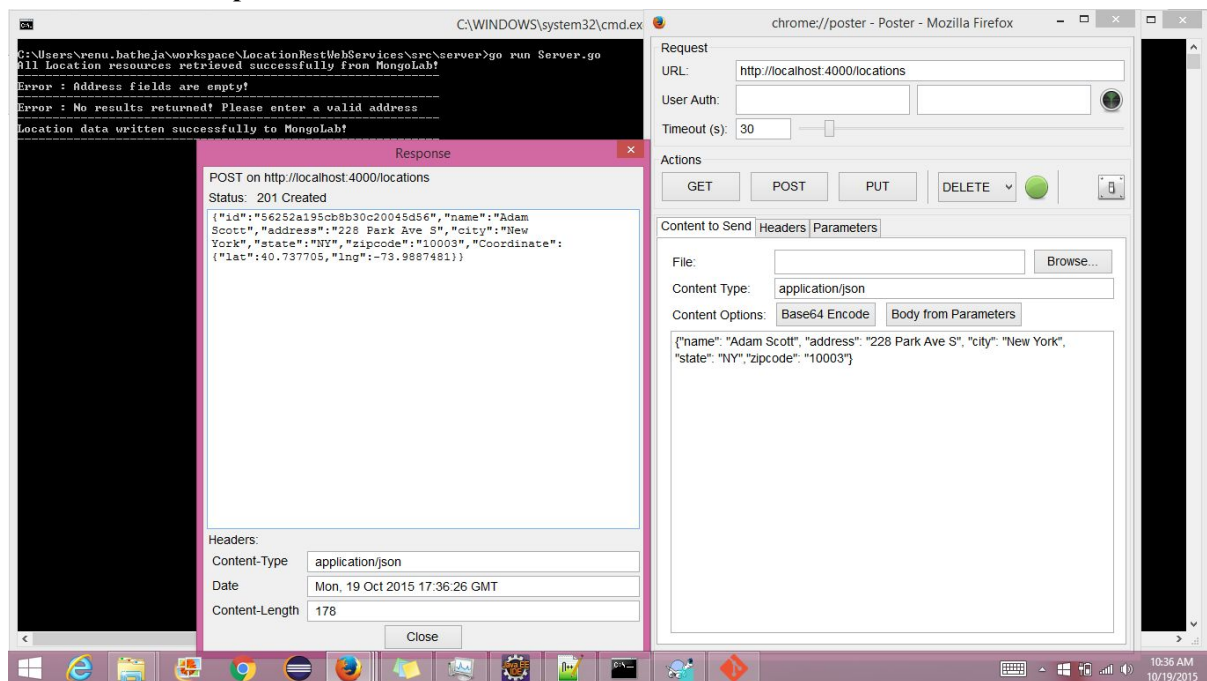 C:\WINDOWS\system32\cmd.ex
C:\Users\renu.batheja\workspace\LocationRestWebServices\src\server>go run Server.go
All Location resources retrieved successfully from MongoLab!
Error : Address fields are empty!
Error : No results returned! Please enter a valid address
Location data written successfully to MongoLab!
Response
POST on http://localhost:4000/locations
Status: 201 Created
{"id":"56252a195cb8b30c20045d56","name":"Adam
Scott","address":"228 Park Ave S","city":"New
York","state":"NY","zipcode":"10003","Coordinate":
{"lat":40.737705,"lng":-73.9887481}}
Headers:
Content-Type application/json
Date Mon, 19 Oct 2015 17:36:26 GMT
Content-Length 178
Close
chrome://poster - Poster - Mozilla Firefox
Request
URL: http://localhost:4000/locations
User Auth:
Timeout (s): 30
Actions
GET POST PUT DELETE
Content to Send Headers Parameters
File: Browse...
Content Type: application/json
Content Options: Base64 Encode Body from Parameters
{"name": "Adam Scott", "address": "228 Park Ave S", "city": "New York",
"state": "NY","zipcode": "10003"}
10:36 AM
10/19/2015